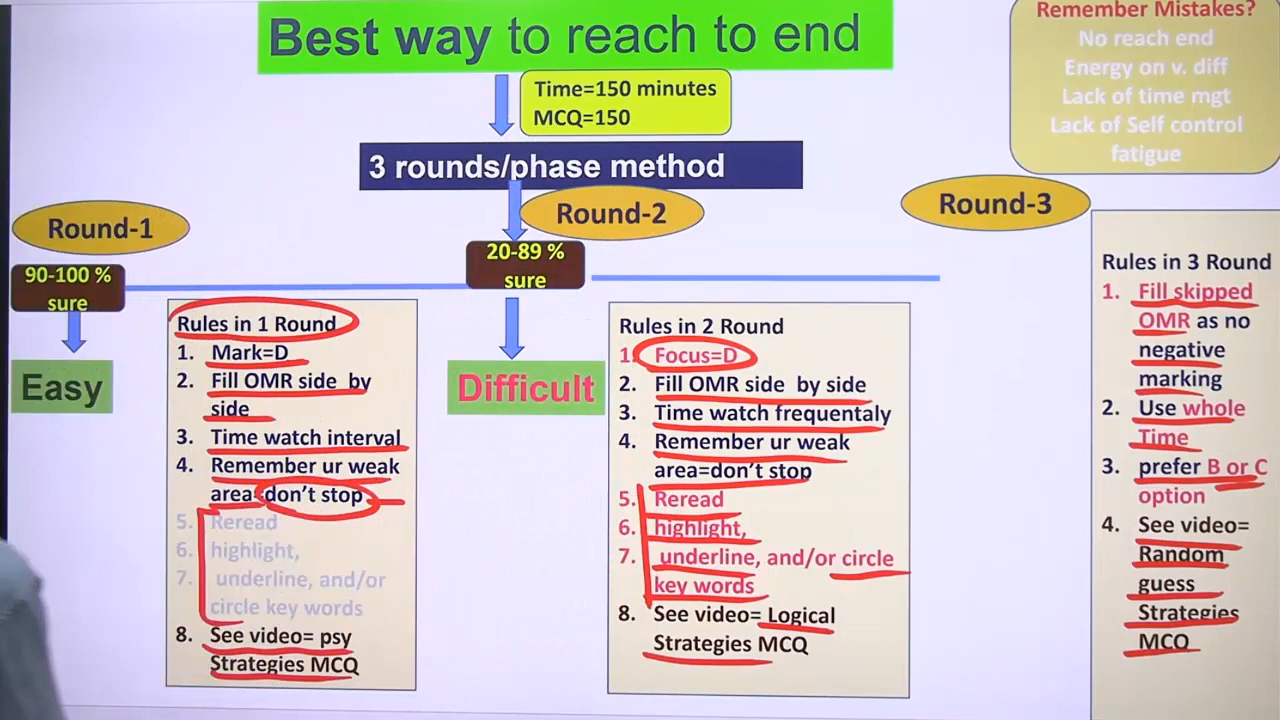 Best way to reach to end
Remember Mistakes?
No reach end
Energy on v. diff
Lack of time mgt
Lack of Self control
fatigue
Time=150 minutes
MCQ=150
3 rounds/phase method
Round-1
Round-2
Round-3
90-100 %
sure
20-89 %
sure
Easy
Rules in 1 Round
1. Mark=D
2. Fill OMR side by
side
3. Time watch interval
4. Remember ur weak
area=don't stop
5. Reread
6. highlight,
7. underline, and/or
circle key words
8. See video= psy
Strategies MCQ
Difficult
Rules in 2 Round
1. Focus=D
2. Fill OMR side by side
3. Time watch frequentaly
4. Remember ur weak
area=don't stop
5. Reread
6. highlight,
7. underline, and/or circle
key words
8. See video= Logical
Strategies MCQ
Rules in 3 Round
1. Fill skipped
OMR as no
negative
marking
2. Use whole
Time
3. prefer B or C
option
4. See video=
Random
guess
Strategies
MCQ